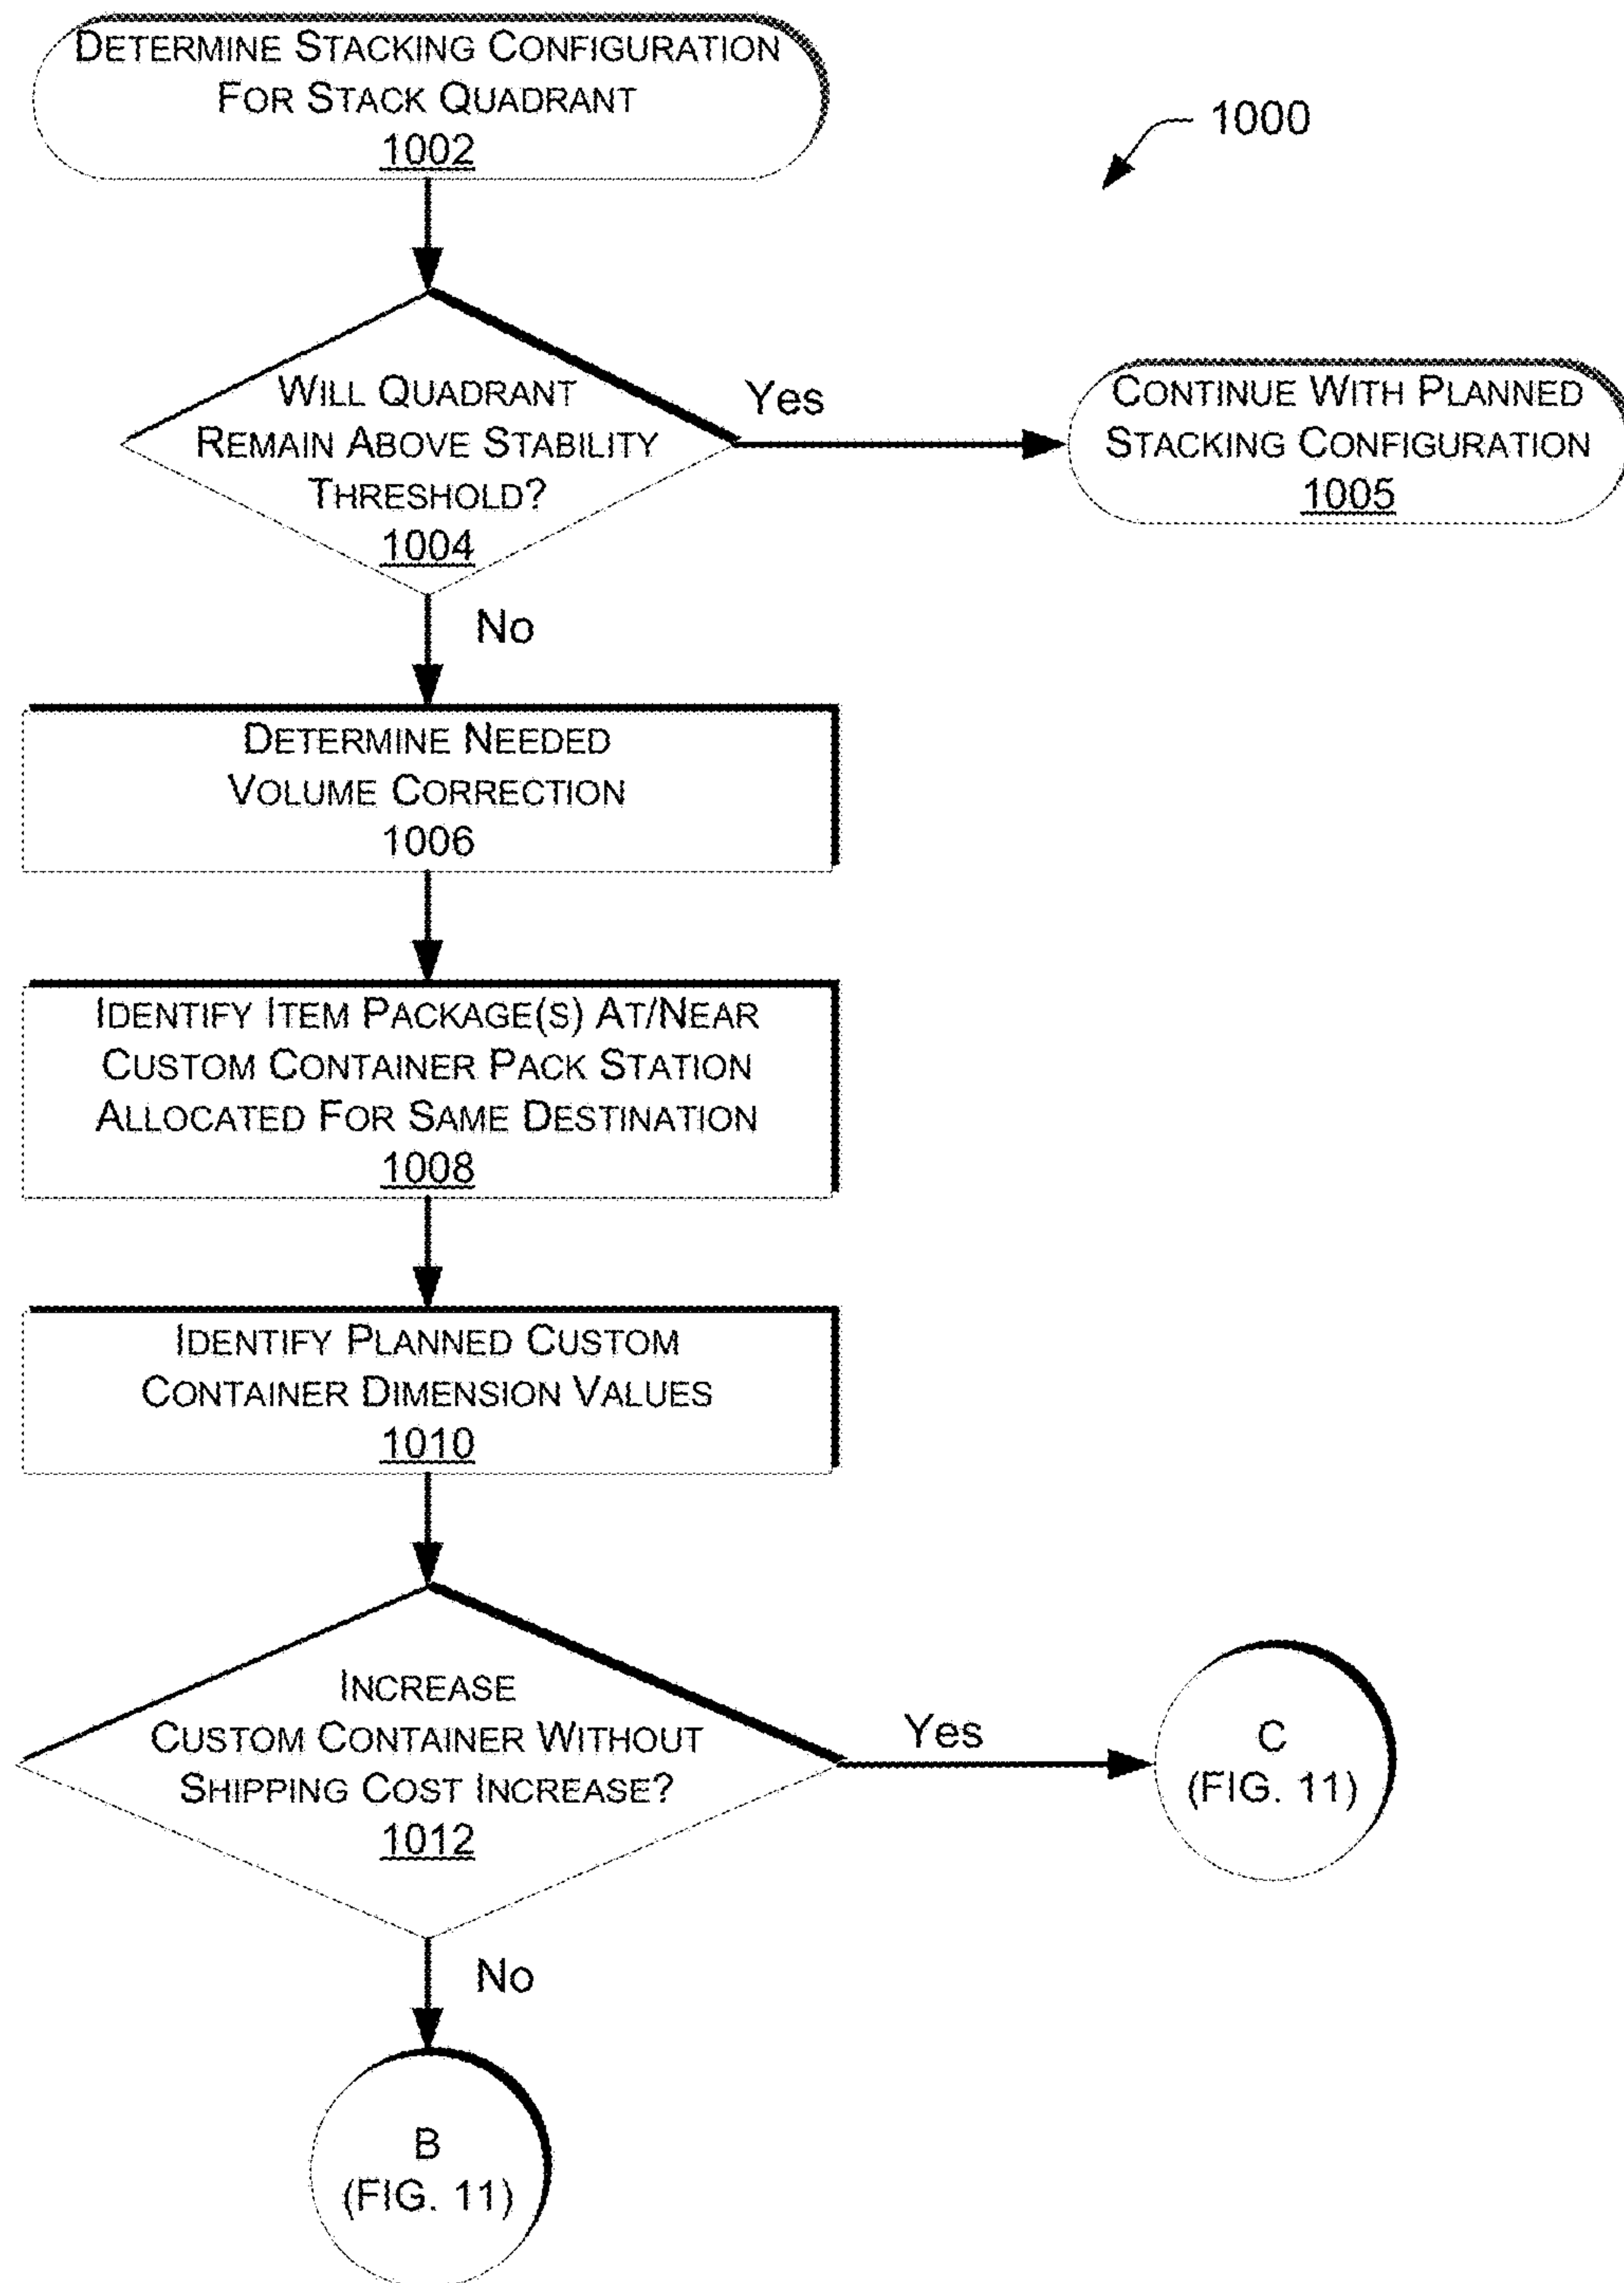 DETERMINE STACKING CONFIGURATION
FOR STACK QUADRANT
1002
1000
WILL QUADRANT
REMAIN ABOVE STABILITY
THRESHOLD?
1004
Yes
CONTINUE WITH PLANNED
STACKING CONFIGURATION
1005
No
DETERMINE NEEDED
VOLUME CORRECTION
1006
IDENTIFY ITEM PACKAGE(S) AT/NEAR
CUSTOM CONTAINER PACK STATION
ALLOCATED FOR SAME DESTINATION
1008
IDENTIFY PLANNED CUSTOM
CONTAINER DIMENSION VALUES
1010
INCREASE
CUSTOM CONTAINER WITHOUT
SHIPPING COST INCREASE?
1012
Yes
C
(FIG. 11)
No
B
(FIG. 11)